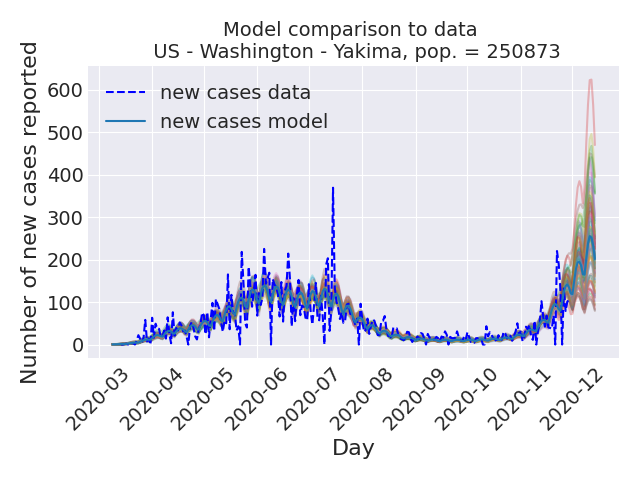 Model comparison to data
US - Washington - Yakima, pop. = 250873
Number of new cases reported
600
500
400
300
200
100
0
new cases data
new cases model
2020-03
2020-04
2020-05
2020-06
2020-07
2020-08
2020-09
2020-10
2020-11
2020-12
Day